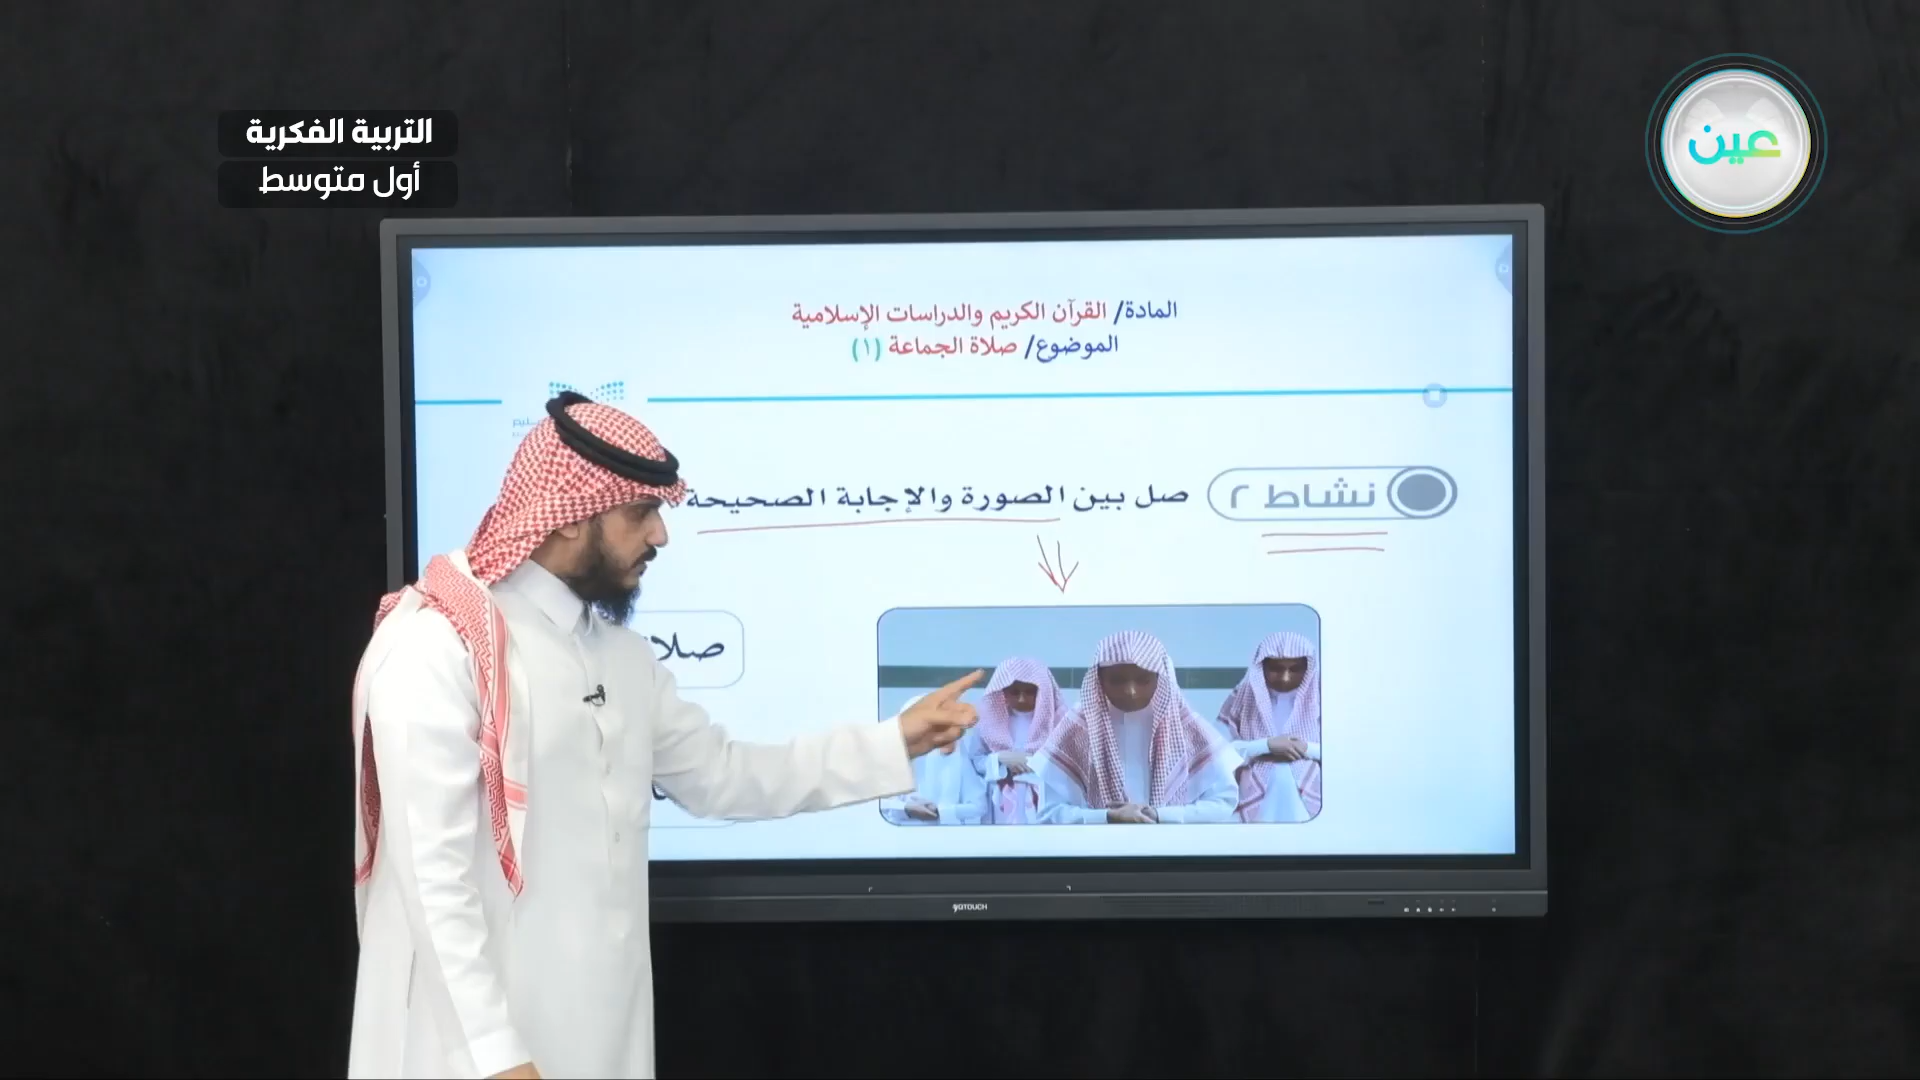 التربية الفكرية
أول متوسط
عين
المادة/ القرآن الكريم والدراسات الإسلامية
الموضوع/ صلاة الجماعة (١)
نشاط ٢ صل بين الصورة والإجابة الصحيحة
YOTOUCH